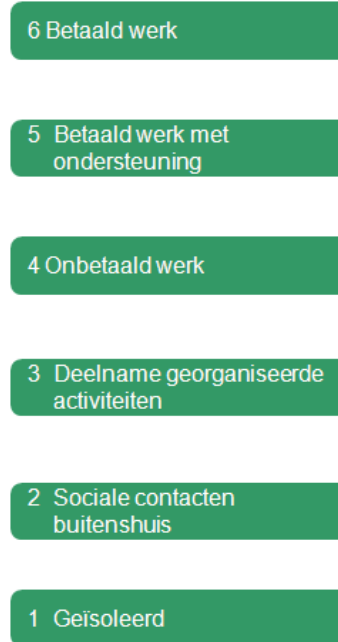 6 Betaald werk
5 Betaald werk met
ondersteuning
4 Onbetaald werk
3 Deelname georganiseerde
activiteiten
2 Sociale contacten
buitenshuis
1 Geïsoleerd